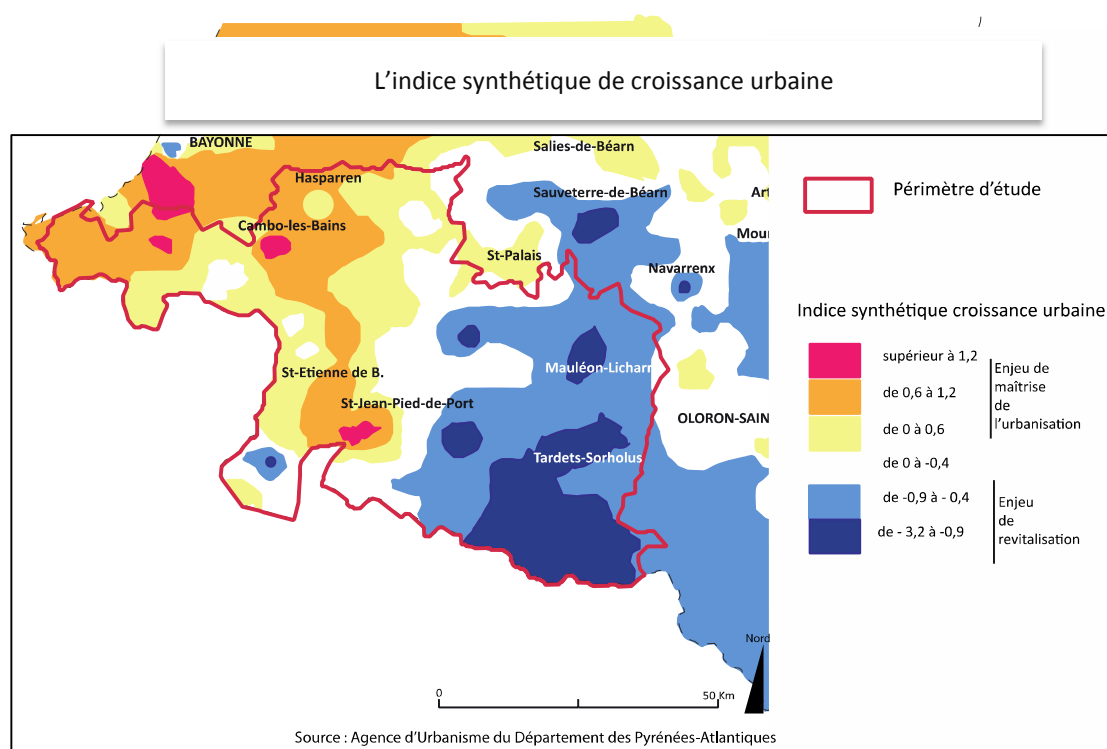 L'indice synthétique de croissance urbaine
BAYONNE
Salies-de-Béarn
Hasparren
Sauveterre-de-Béarn
Art
Cambo-les-Bains
Mour
St-Palais
Navarrenx
St-Etienne de B.
Mauléon-Licharr
St-Jean-Pied-de-Port
OLORON-SAIN
Tardets-Sorholus
Périmètre d'étude
Indice synthétique croissance urbaine
supérieur à 1,2
de 0,6 à 1,2
de 0 à 0,6
de 0 à -0,4
de -0,9 à - 0,4
de - 3,2 à -0,9
Enjeu de
maîtrise
de
l'urbanisation
Enjeu
de
revitalisation
Nord
0
50 Km
Source : Agence d'Urbanisme du Département des Pyrénées-Atlantiques